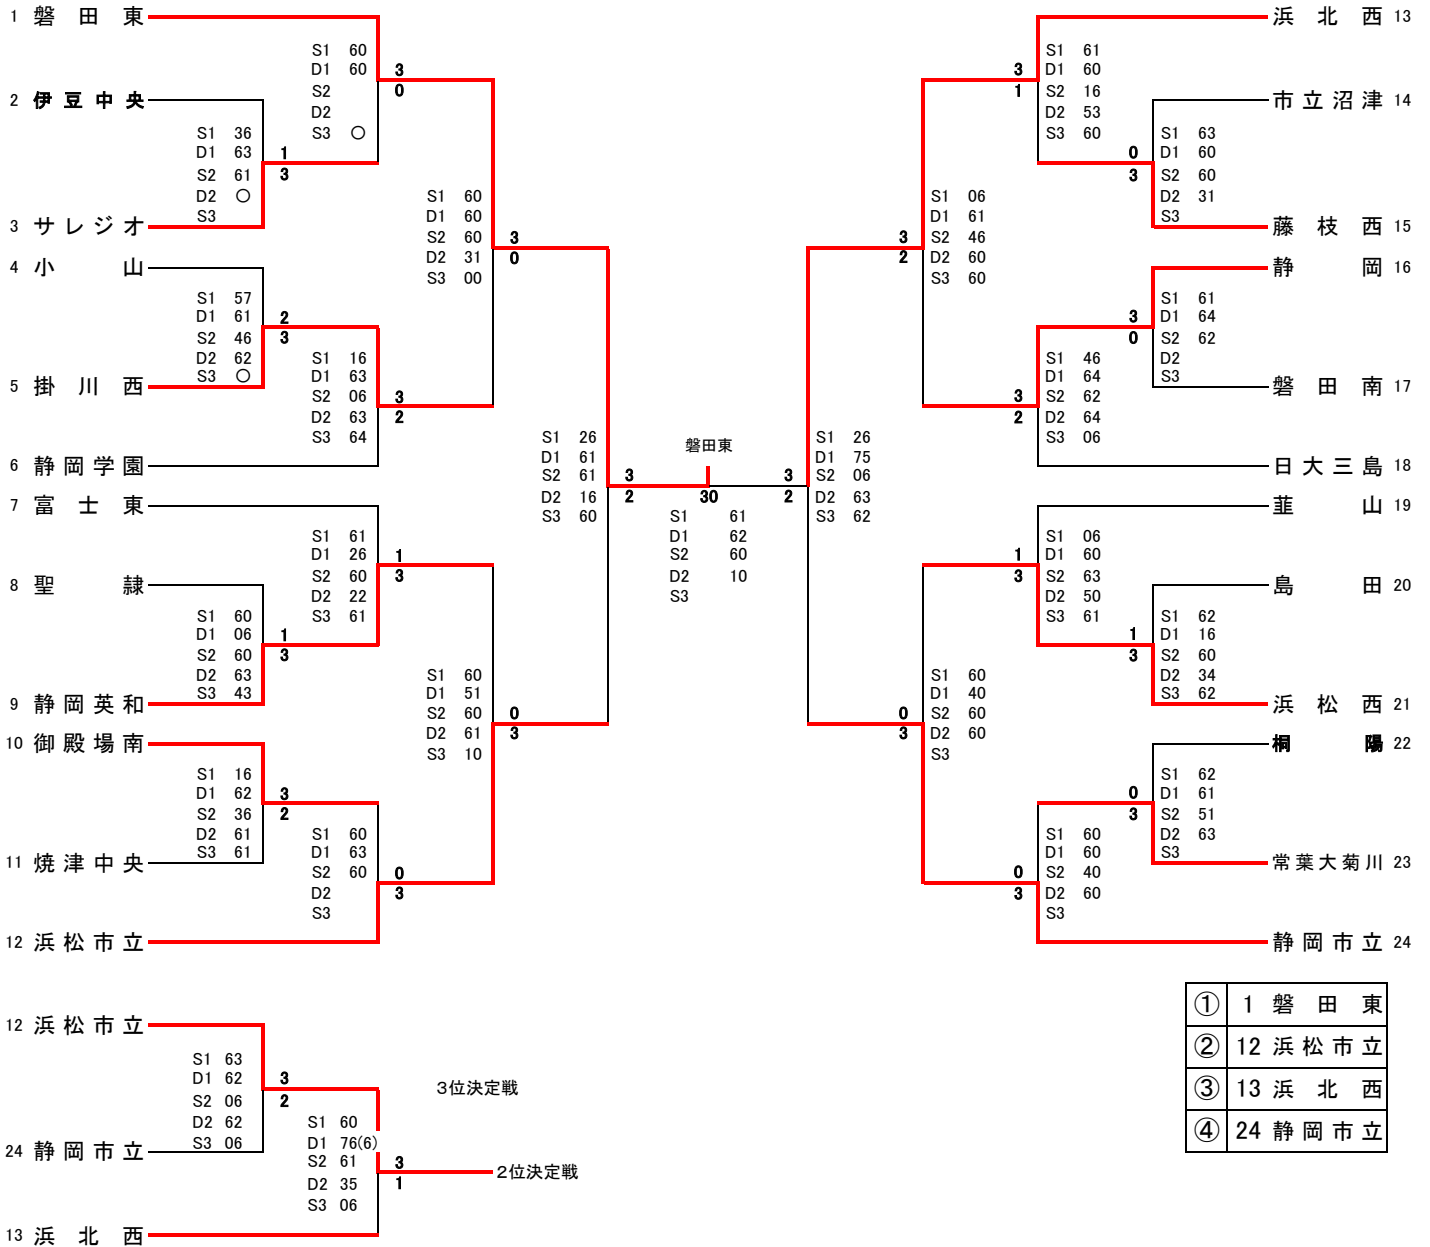 1 磐田東
S1 60
D1 60
S2
D2
S3 ○
3
0
2 伊豆中央
S1 36
D1 63
S2 61
D2 ○
S3
1
3
3 サレジオ
4 小山
S1 57
D1 61
S2 46
D2 62
S3 ○
2
3
5 掛川西
S1 16
D1 63
S2 06
D2 63
S3 64
3
2
6 静岡学園
S1 60
D1 60
S2 60
D2 31
S3 00
3
0
7 富士東
S1 61
D1 26
S2 60
D2 22
S3 61
1
3
8 聖隷
S1 60
D1 06
S2 60
D2 63
S3 43
1
3
9 静岡英和
10 御殿場南
S1 16
D1 62
S2 36
D2 61
S3 61
3
2
11 焼津中央
S1 60
D1 63
S2 60
D2
S3
0
3
12 浜松市立
S1 60
D1 51
S2 60
D2 61
S3 10
0
3
S1 26
D1 61
S2 61
D2 16
S3 60
3
2
磐田東
30
S1 61
D1 62
S2 60
D2 10
S3
3
2
S1 26
D1 75
S2 06
D2 63
S3 62
浜北西 13
3
1
S1 61
D1 60
S2 16
D2 53
S3 60
市立沼津 14
0
3
S1 63
D1 60
S2 60
D2 31
S3
藤枝西 15
3
2
S1 06
D1 61
S2 46
D2 60
S3 60
静岡 16
3
0
S1 61
D1 64
S2 62
D2
S3
磐田南 17
3
2
S1 46
D1 64
S2 62
D2 64
S3 06
日大三島 18
韮山 19
1
3
S1 06
D1 60
S2 63
D2 50
S3 61
島田 20
1
3
S1 62
D1 16
S2 60
D2 34
S3 62
浜松西 21
0
3
S1 60
D1 40
S2 60
D2 60
S3
桐陽 22
0
3
S1 62
D1 61
S2 51
D2 63
S3
常葉大菊川 23
0
3
S1 60
D1 60
S2 40
D2 60
S3
静岡市立 24
12 浜松市立
S1 63
D1 62
S2 06
D2 62
S3 06
3
2
3位決定戦
24 静岡市立
S1 60
D1 76(6)
S2 61
D2 35
S3 06
3
1
2位決定戦
13 浜北西
① 1 磐田東
② 12 浜松市立
③ 13 浜北西
④ 24 静岡市立